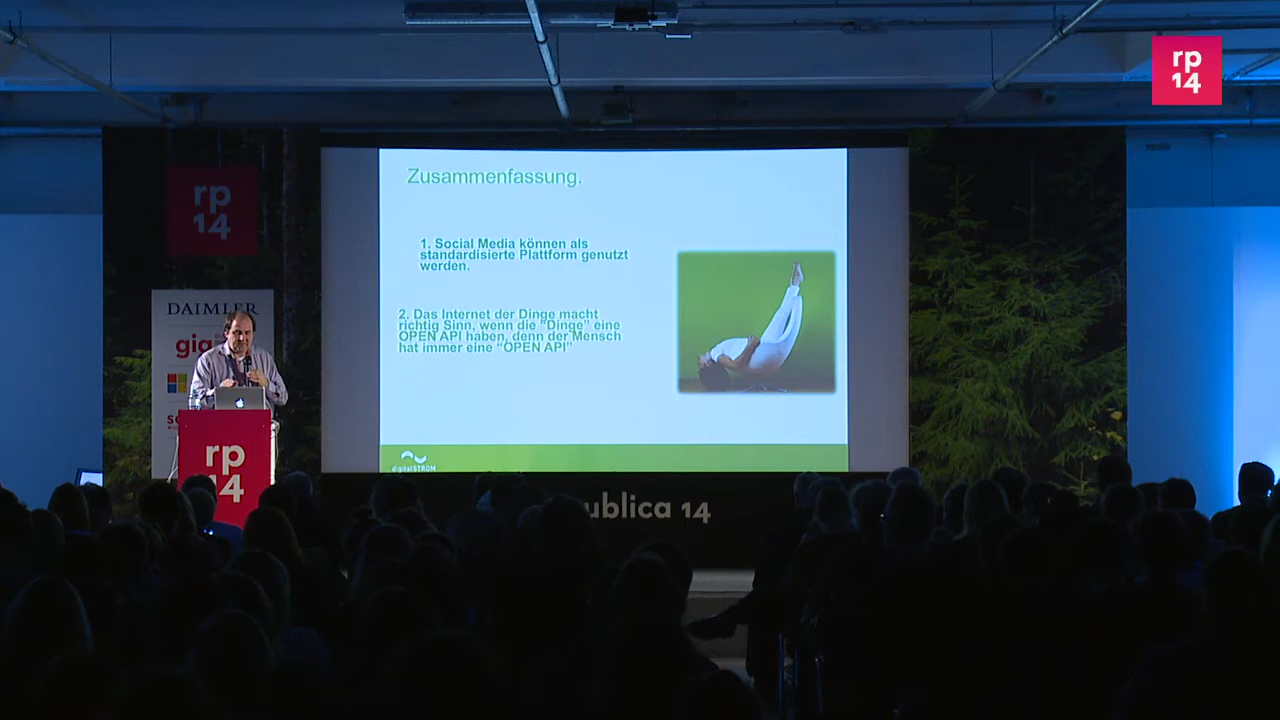 rp
14
rp
14
DAIMLER
gig
rp
14
Zusammenfassung.
1. Social Media können als
standardisierte Plattform genutzt
werden.
2. Das Internet der Dinge macht
richtig Sinn, wenn die "Dinge" eine
OPEN API haben, denn der Mensch
hat immer eine "OPEN API"
digitalSTROM
ublica 14